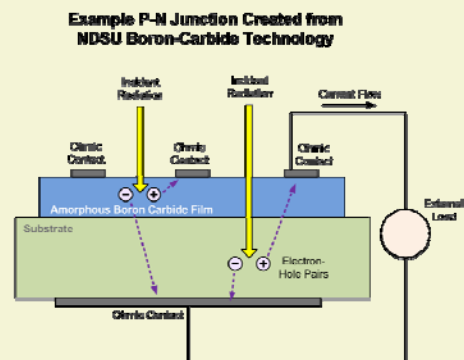 Example P-N Junction Created from
NDSU Boron-Carbide Technology
Incident
Radiation
Incident
Radiation
Current Flow
Ohmic
Contact
Ohmic
Contact
Ohmic
Contact
Amorphous Boron Carbide Film
External
Load
Substrate
Electron-
Hole Pairs
Ohmic Contact